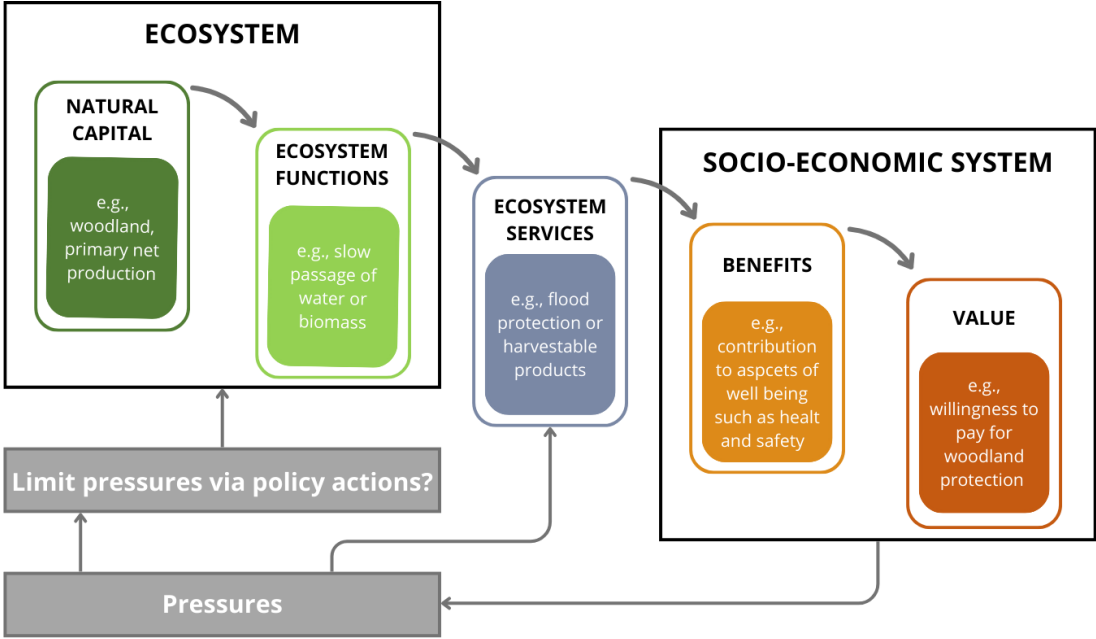 ECOSYSTEM
NATURAL
CAPITAL
e.g.,
woodland,
primary net
production
ECOSYSTEM
FUNCTIONS
e.g., slow
passage of
water or
biomass
ECOSYSTEM
SERVICES
e.g., flood
protection or
harvestable
products
SOCIO-ECONOMIC SYSTEM
BENEFITS
e.g.,
contribution
to aspcets of
well being
such as healt
and safety
VALUE
e.g.,
willingness to
pay for
woodland
protection
Limit pressures via policy actions?
Pressures